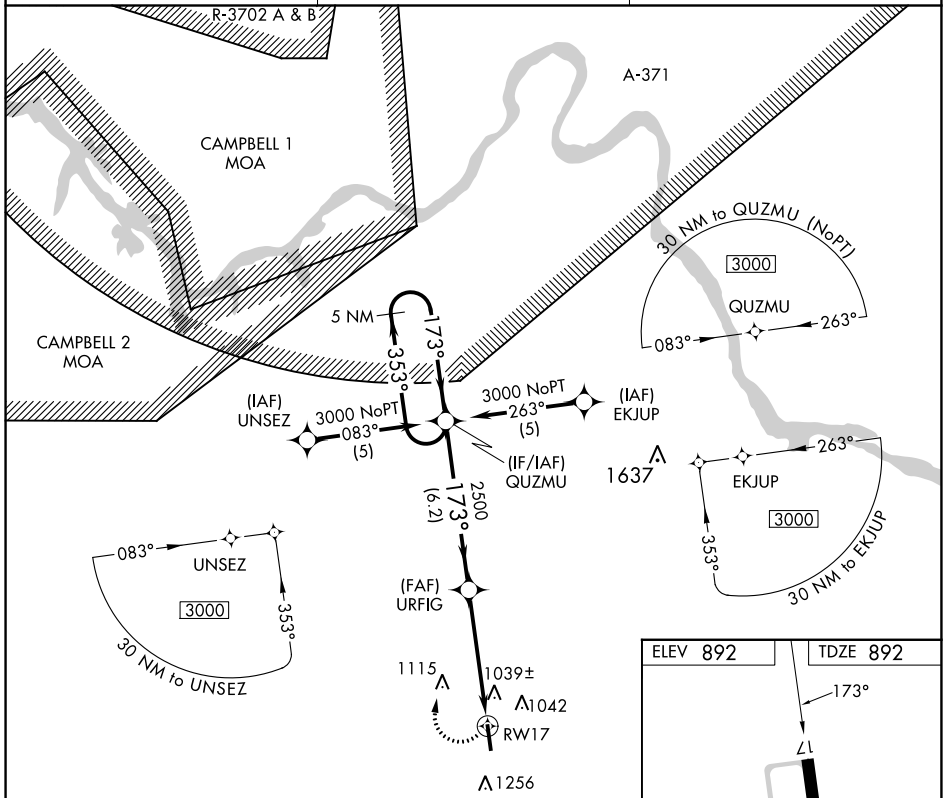 R-3702 A & B
A-371
CAMPBELL 1
MOA
30 NM to QUZMU (NoPT)
3000
QUZMU
083°
263°
5 NM
173°
353°
CAMPBELL 2
MOA
(IAF)
UNSEZ
3000 NoPT
083°
(5)
3000 NoPT
263°
(5)
(IAF)
EKJUP
(IF/IAF)
QUZMU
1637
263°
EKJUP
3000
353°
30 NM to EKJUP
2500
173°
(6.2)
083°
UNSEZ
3000
353°
30 NM to UNSEZ
(FAF)
URFIG
1115
1039±
1042
RW17
1256
ELEV 892
TDZE 892
173°
17